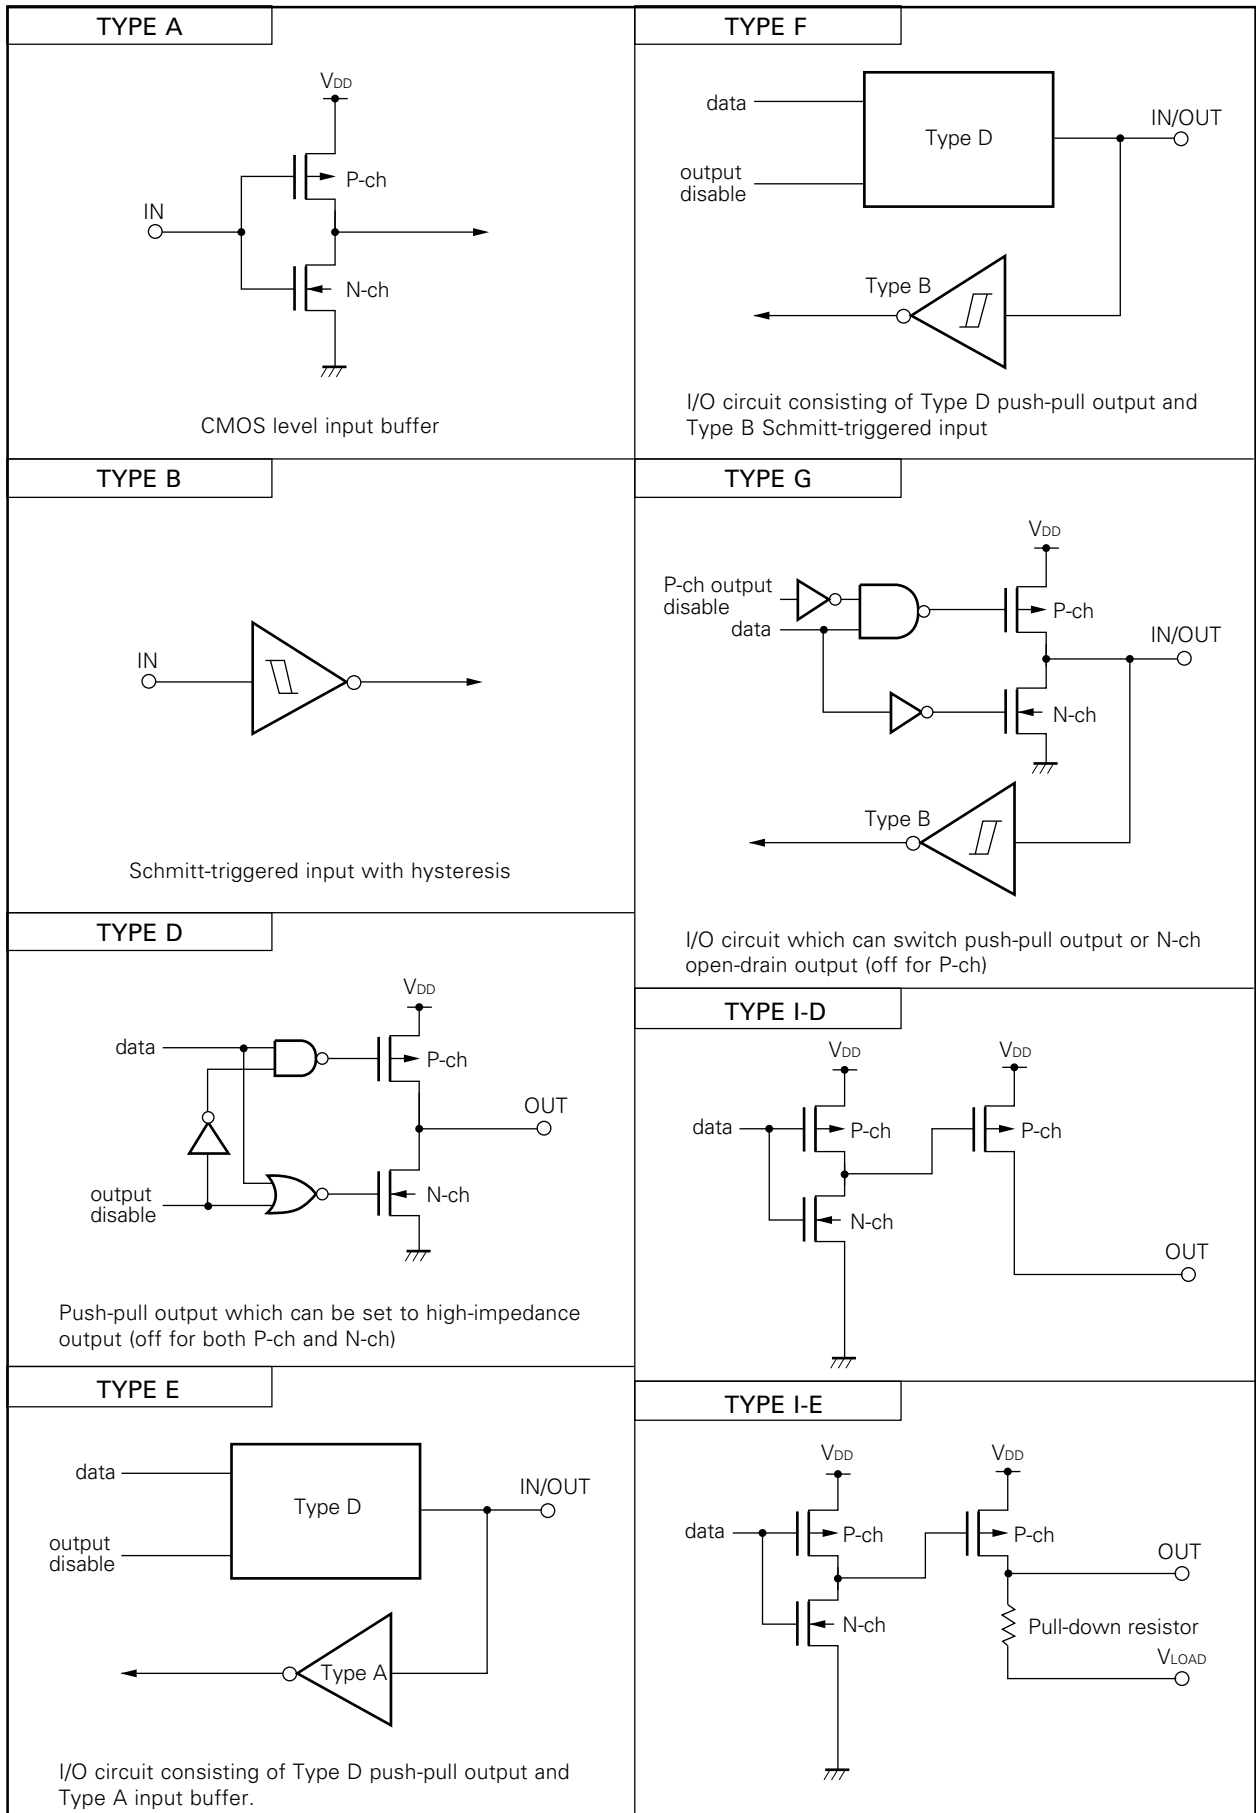 TYPE A
VDD
P-ch
IN
N-ch
CMOS level input buffer
TYPE B
IN
Schmitt-triggered input with hysteresis
TYPE D
VDD
data
P-ch
OUT
output
disable
N-ch
Push-pull output which can be set to high-impedance
output (off for both P-ch and N-ch)
TYPE E
data
Type D
IN/OUT
output
disable
Type A
I/O circuit consisting of Type D push-pull output and
Type A input buffer.
TYPE F
data
Type D
IN/OUT
output
disable
Type B
I/O circuit consisting of Type D push-pull output and
Type B Schmitt-triggered input
TYPE G
VDD
P-ch output
disable
data
P-ch
IN/OUT
N-ch
Type B
I/O circuit which can switch push-pull output or N-ch
open-drain output (off for P-ch)
TYPE I-D
VDD
VDD
data
P-ch
P-ch
N-ch
OUT
TYPE I-E
VDD
VDD
data
P-ch
P-ch
OUT
N-ch
Pull-down resistor
VLOAD